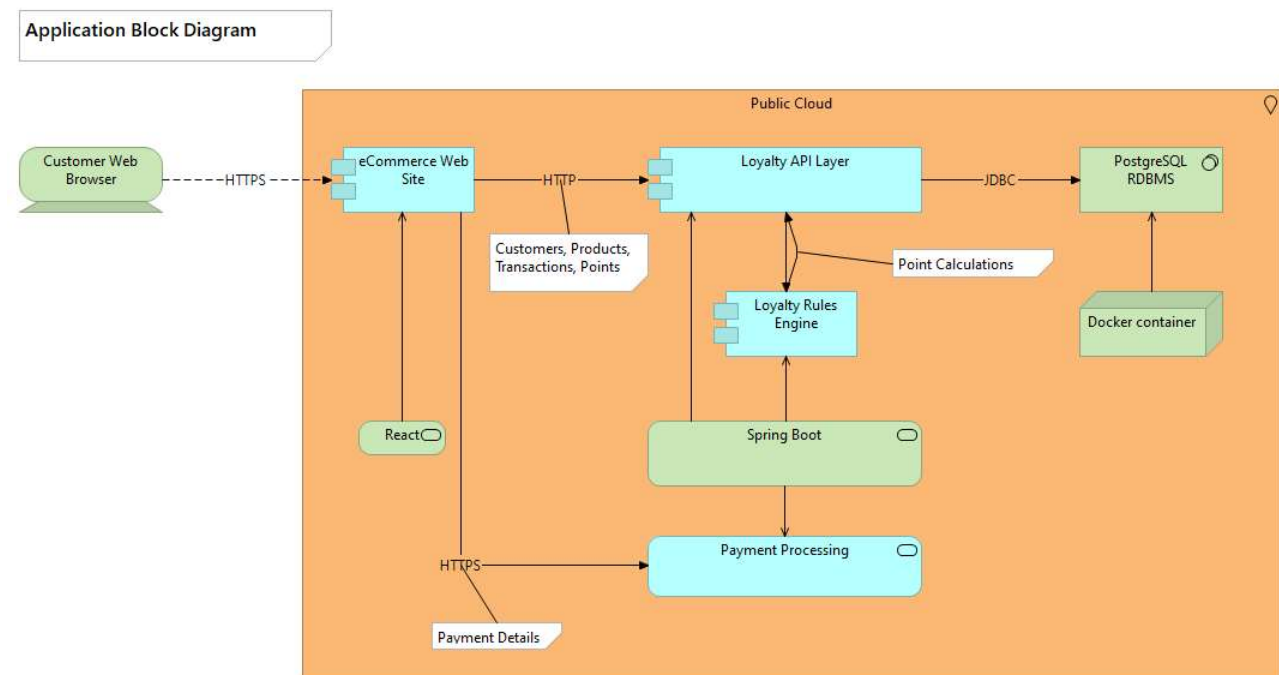 Application Block Diagram
Public Cloud
Customer Web
Browser
HTTPS
eCommerce Web
Site
HTTP
Loyalty API Layer
JDBC
PostgreSQL
RDBMS
Customers, Products,
Transactions, Points
Point Calculations
Loyalty Rules
Engine
Docker container
React
Spring Boot
Payment Processing
HTTPS
Payment Details